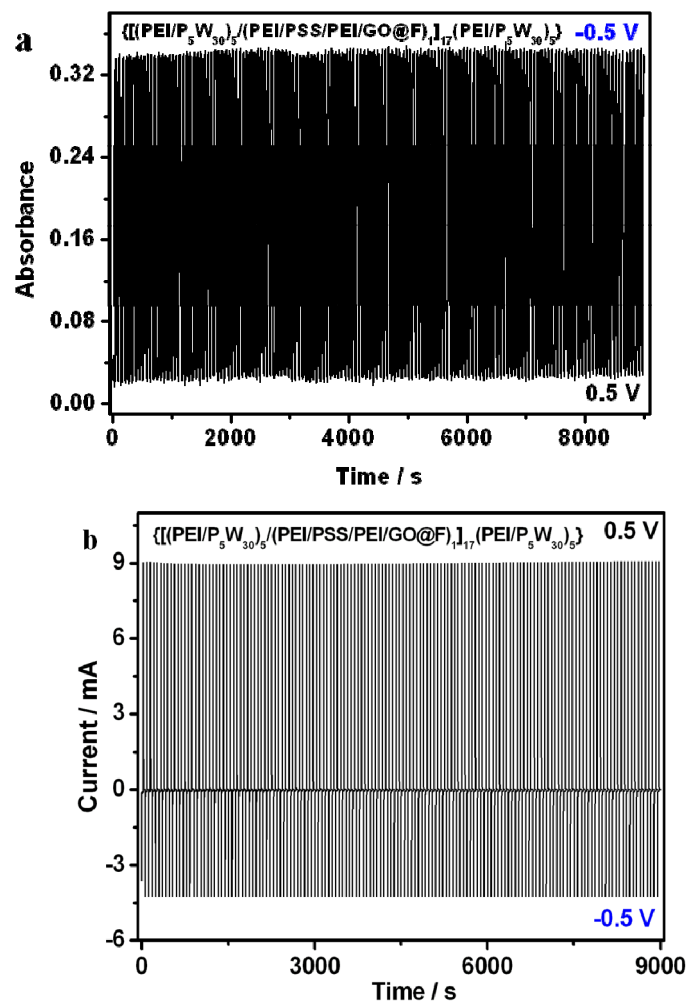 a
{[(PEI/P₅W₃₀)₅/(PEI/PSS/PEI/GO@F)₁]₁₇(PEI/P₅W₃₀)₅} -0.5 V
0.32
0.24
0.16
0.08
0.00
Absorbance
0.5 V
0 2000 4000 6000 8000
Time / s
b
{[(PEI/P₅W₃₀)₅/(PEI/PSS/PEI/GO@F)₁]₁₇(PEI/P₅W₃₀)₅} 0.5 V
9
6
3
0
-3
-6
Current / mA
-0.5 V
0 3000 6000 9000
Time / s